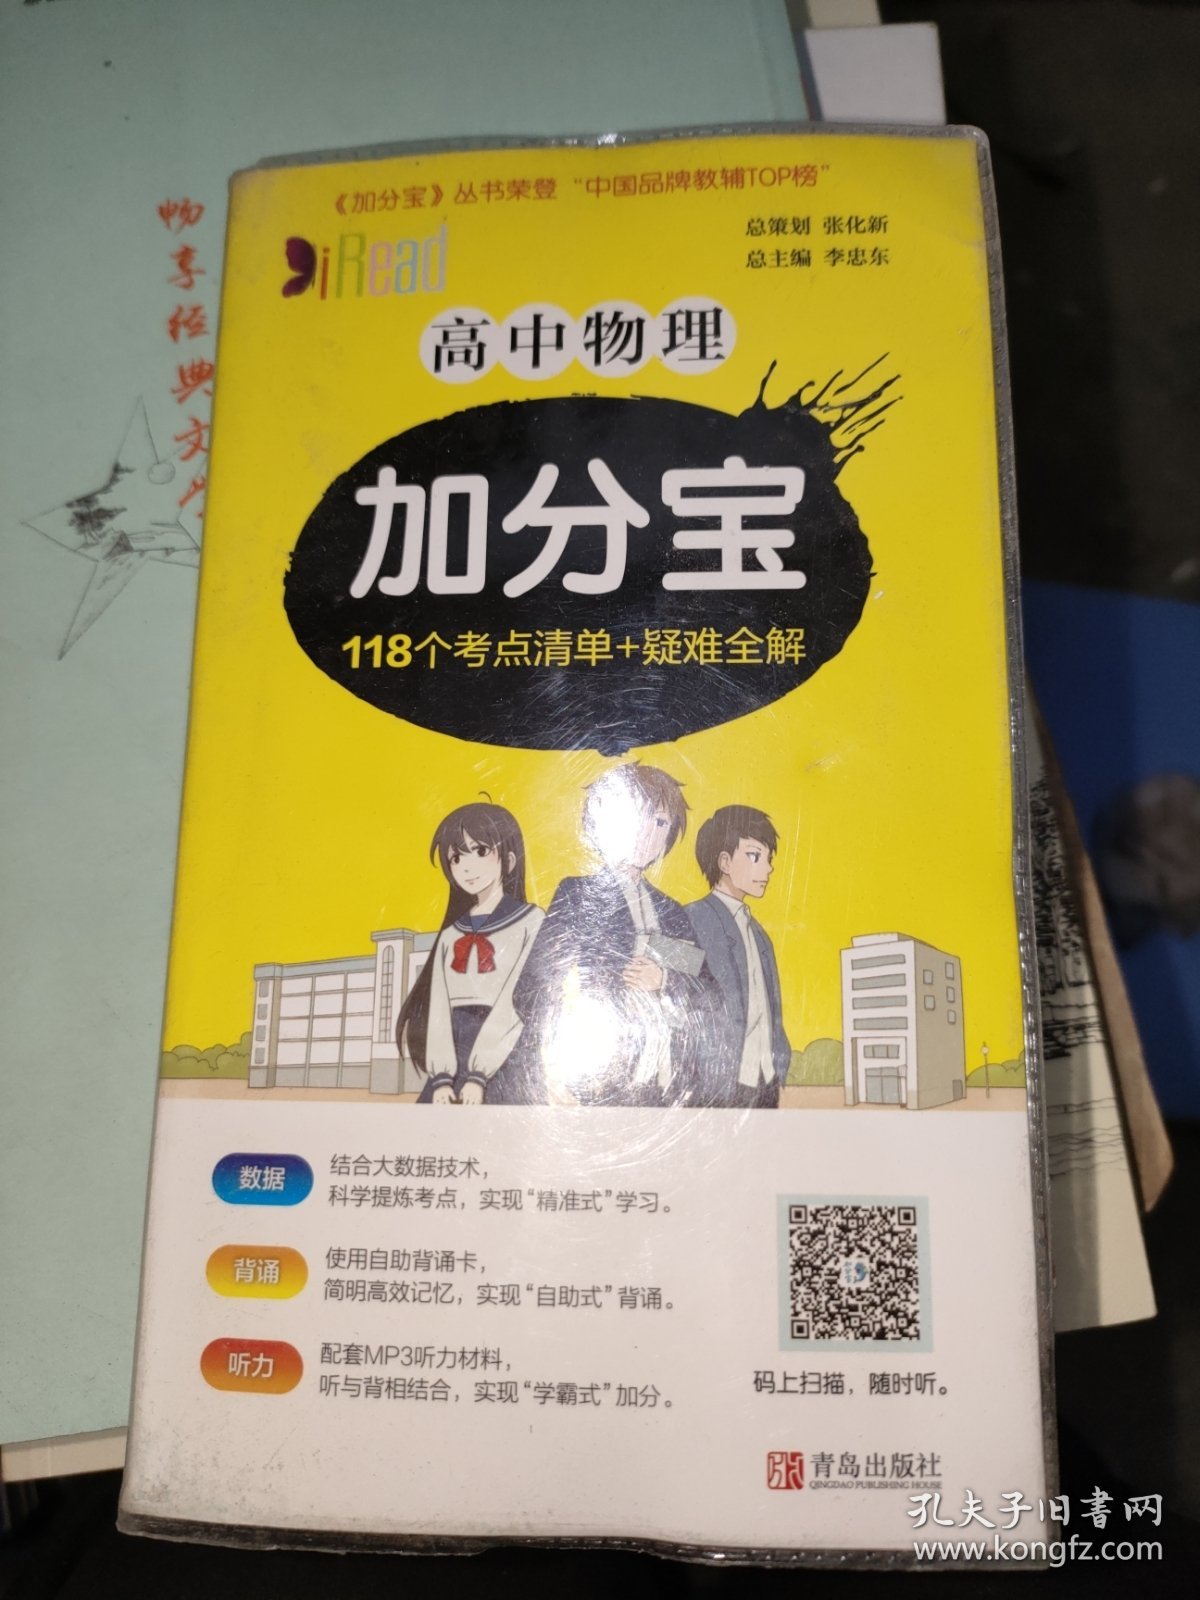 《加分宝》丛书荣登“中国品牌教辅TOP榜”
iRead
总策划 张化新
总主编 李忠东
高中物理
加分宝
118个考点清单+疑难全解
数据
结合大数据技术，
科学提炼考点，实现“精准式”学习。
背诵
使用自助背诵卡，
简明高效记忆，实现“自助式”背诵。
听力
配套MP3听力材料，
听与背相结合，实现“学霸式”加分。
码上扫描，随时听。
青岛出版社
QINGDAO PUBLISHING HOUSE
畅享经典文学
孔夫子旧书网
www.kongfz.com